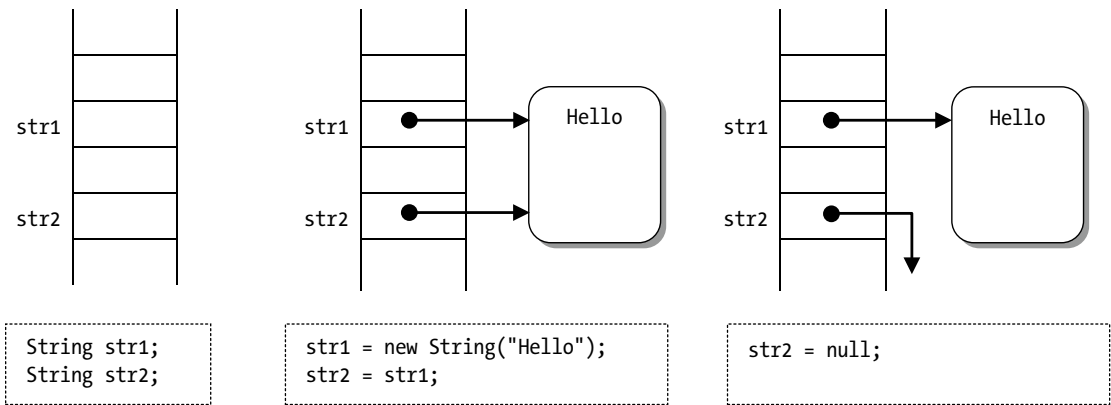 str1
str2
str1
str2
Hello
str1
str2
Hello
String str1;
String str2;
str1 = new String("Hello");
str2 = str1;
str2 = null;